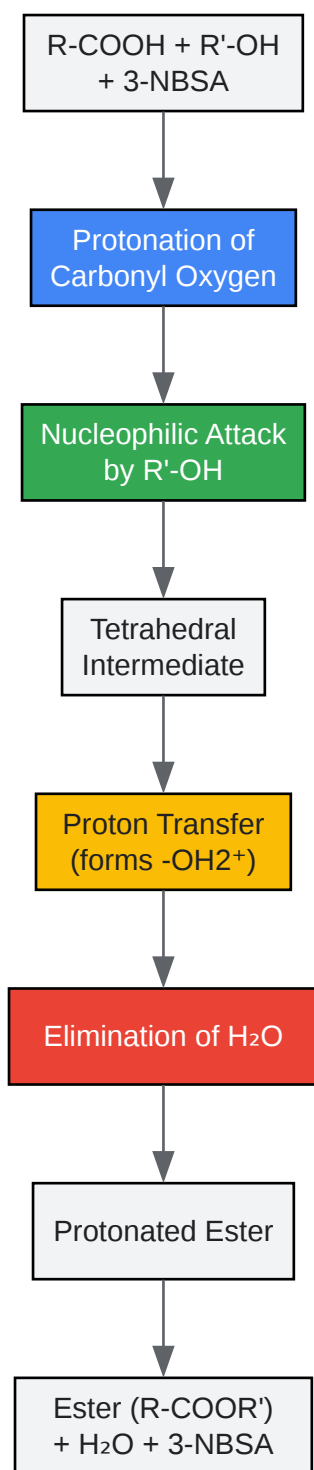 R-COOH + R'-OH
+ 3-NBSA
Protonation of
Carbonyl Oxygen
Nucleophilic Attack
by R'-OH
Tetrahedral
Intermediate
Proton Transfer
(forms -OH2⁺)
Elimination of H₂O
Protonated Ester
Ester (R-COOR')
+ H₂O + 3-NBSA